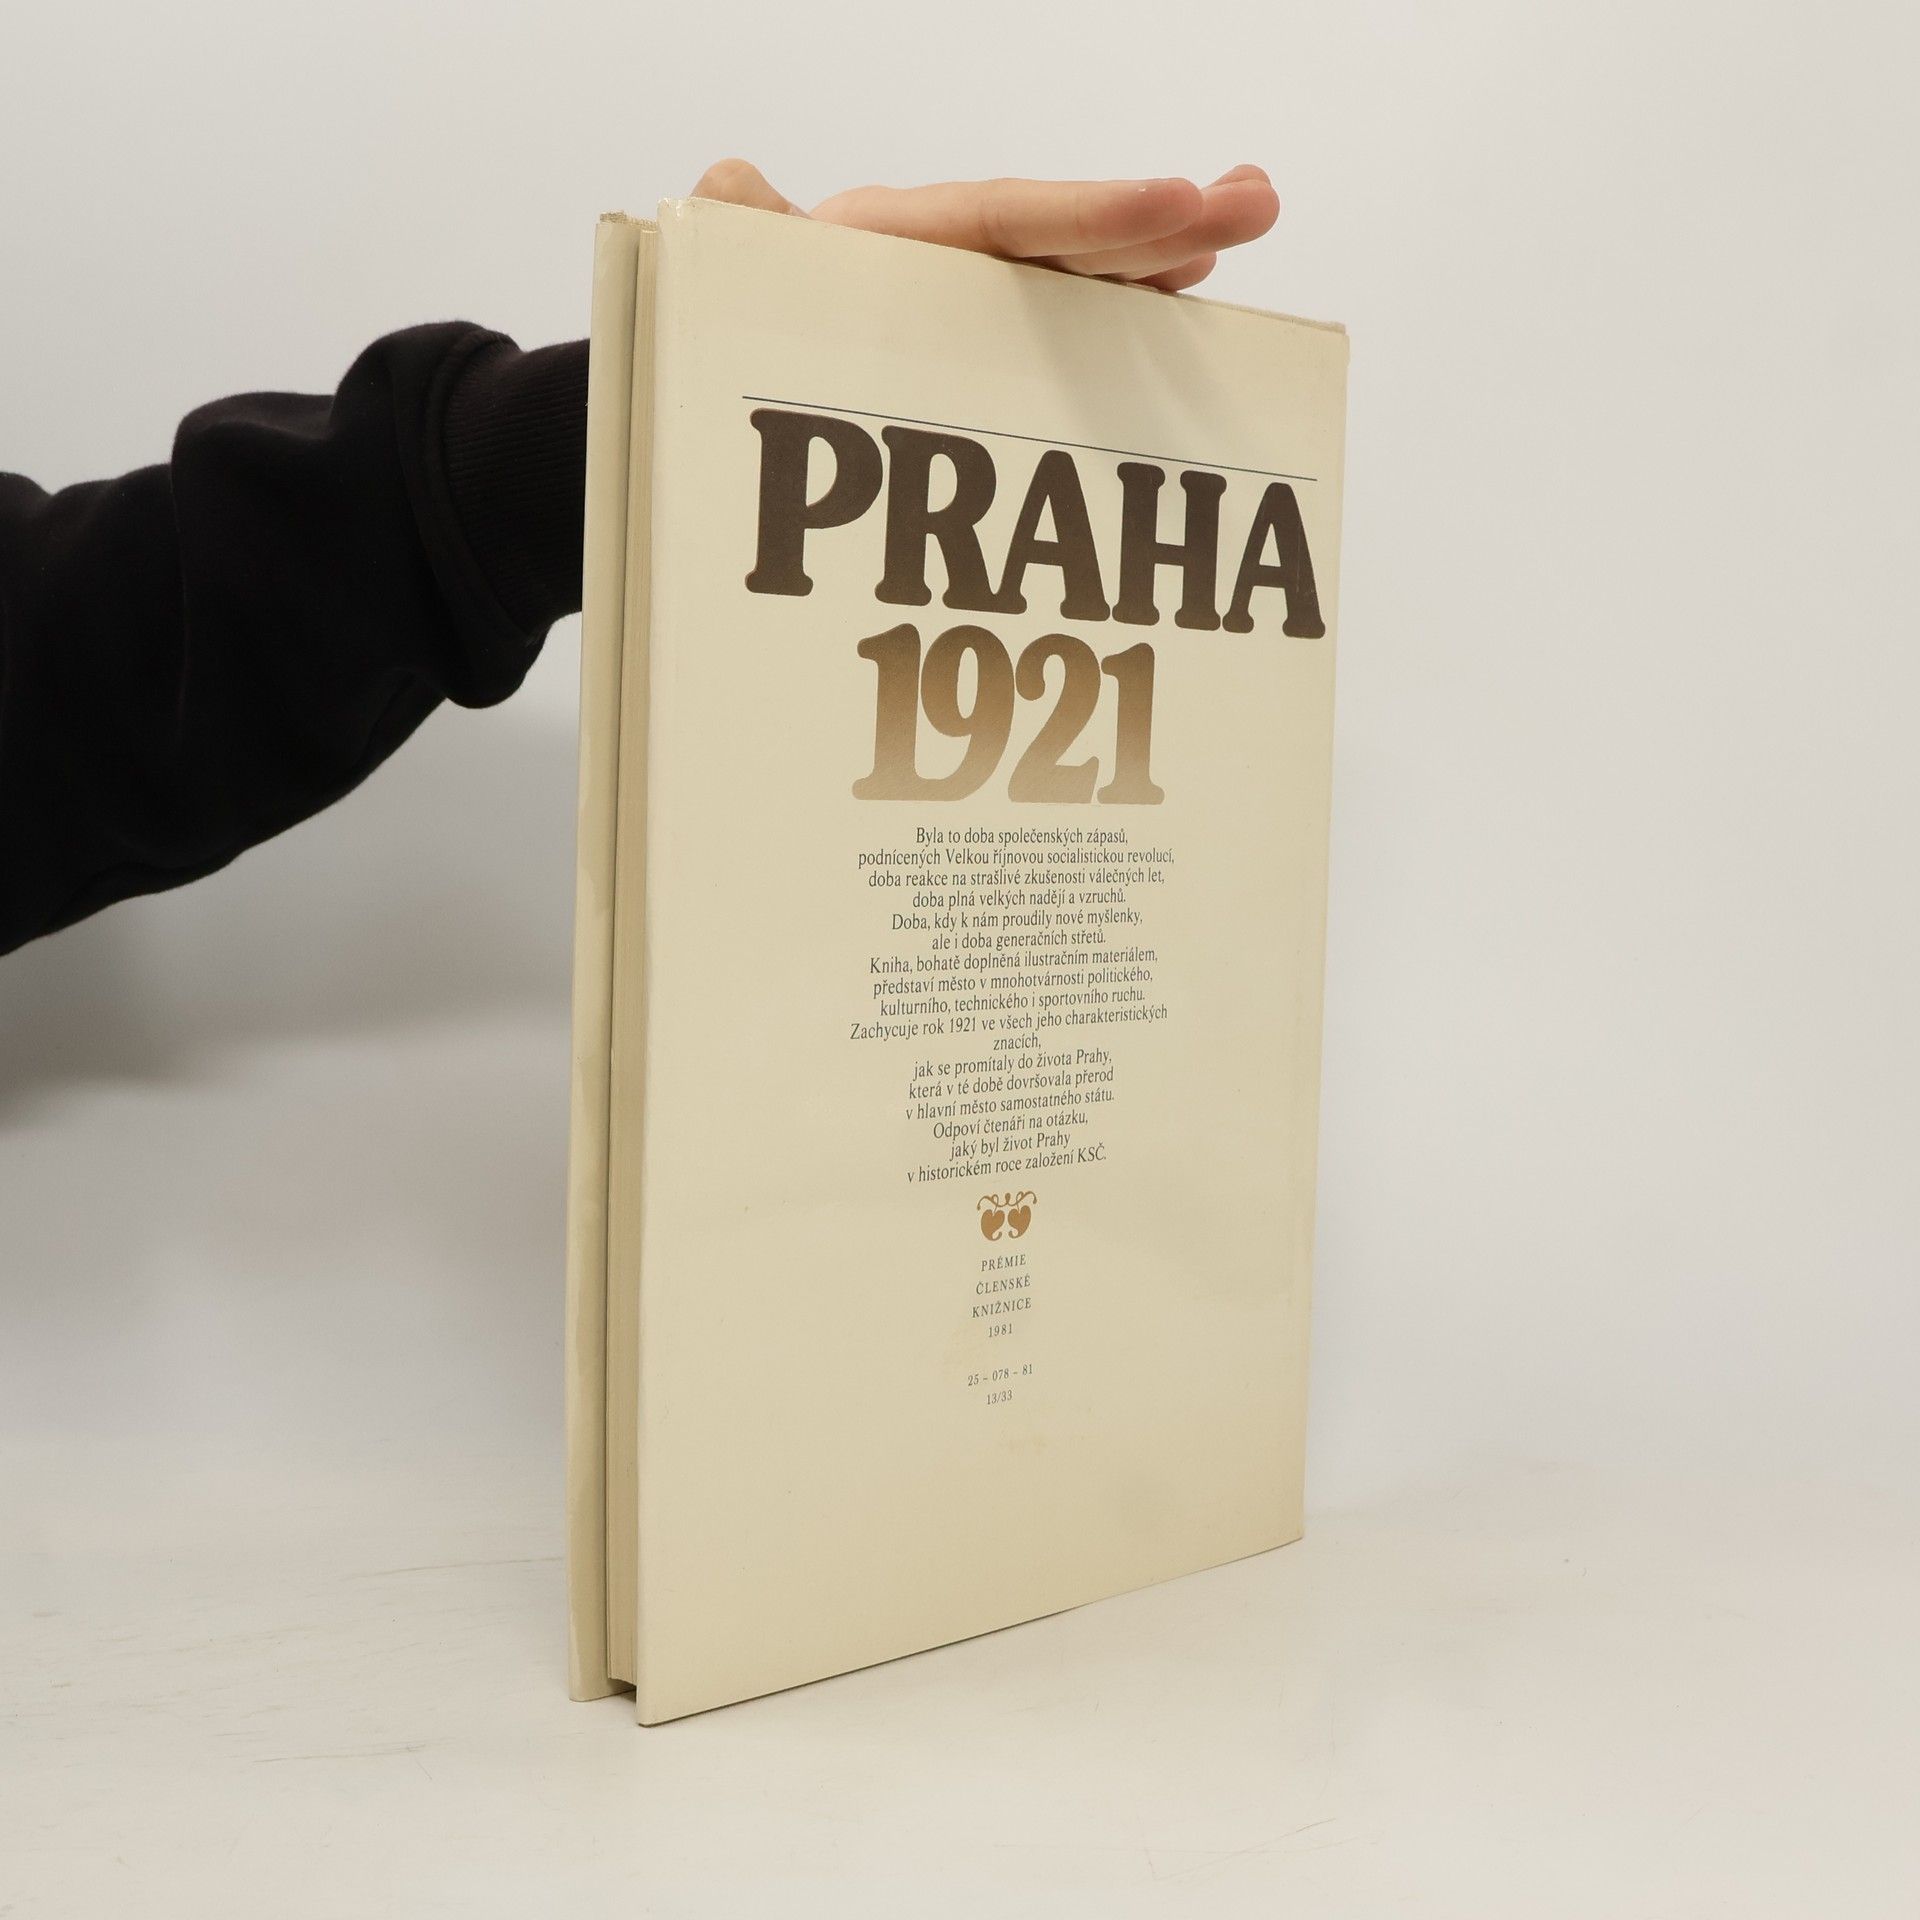 PRAHA
1921
Byla to doba společenských zápasů,
podnícených Velkou říjnovou socialistickou revolucí,
doba reakce na strašlivé zkušenosti válečných let,
doba plná velkých nadějí a vzruchů.
Doba, kdy k nám proudily nové myšlenky,
ale i doba generačních střetů.
Kniha, bohatě doplněná ilustračním materiálem,
představí město v mnohotvárnosti politického,
kulturního, technického i sportovního ruchu.
Zachycuje rok 1921 ve všech jeho charakteristických
znacích,
jak se promítaly do života Prahy,
která v té době dovršovala přerod
v hlavní město samostatného státu.
Odpoví čtenáři na otázku,
jaký byl život Prahy
v historickém roce založení KSČ.
PRÉMIE
ČLENSKÉ
KNIŽNICE
1981
25 – 078 – 81
13/33